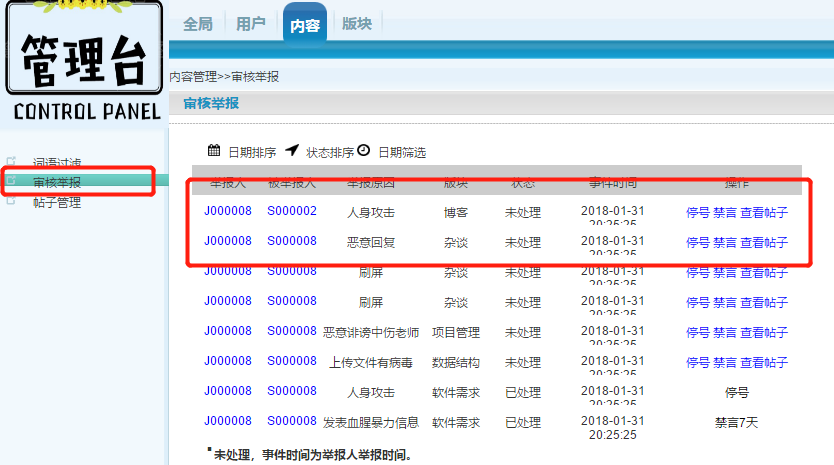 管理台
CONTROL PANEL
全局 用户 内容 版块
内容管理>>审核举报
审核举报
词语过滤
审核举报
帖子管理
日期排序 状态排序 日期筛选
举报人 被举报人 举报原因 版块 状态 事件时间 操作
J000008 S000002 人身攻击 博客 未处理 2018-01-31 20:25:25 停号 禁言 查看帖子
J000008 S000008 恶意回复 杂谈 未处理 2018-01-31 20:25:25 停号 禁言 查看帖子
J000008 S000008 刷屏 杂谈 未处理 2018-01-31 20:25:25 停号 禁言 查看帖子
J000008 S000008 刷屏 杂谈 未处理 2018-01-31 20:25:25 停号 禁言 查看帖子
J000008 S000008 恶意诽谤中伤老师 项目管理 未处理 2018-01-31 20:25:25 停号 禁言 查看帖子
J000008 S000008 上传文件有病毒 数据结构 未处理 2018-01-31 20:25:25 停号 禁言 查看帖子
J000008 S000008 人身攻击 软件需求 已处理 2018-01-31 20:25:25 停号
J000008 S000008 发表血腥暴力信息 软件需求 已处理 2018-01-31 20:25:25 禁言7天
未处理，事件时间为举报人举报时间。